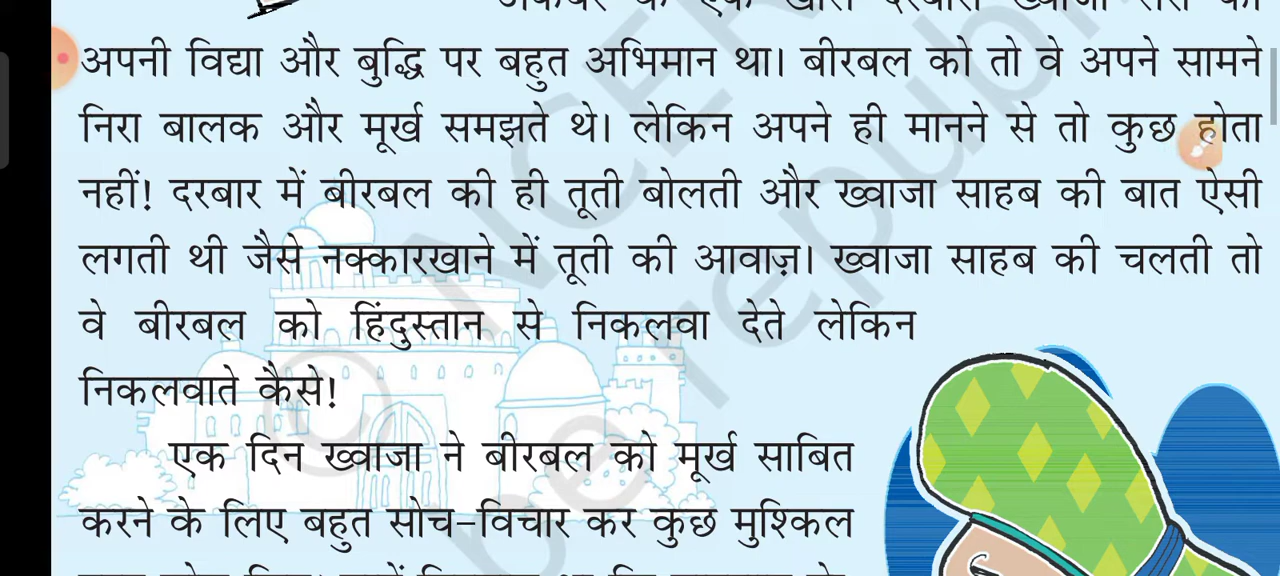 अपनी विद्या और बुद्धि पर बहुत अभिमान था। बीरबल को तो वे अपने सामने
निरा बालक और मूर्ख समझते थे। लेकिन अपने ही मानने से तो कुछ होता
नहीं! दरबार में बीरबल की ही तूती बोलती और ख्वाजा साहब की बात ऐसी
लगती थी जैसे नक्कारखाने में तूती की आवाज़। ख्वाजा साहब की चलती तो
वे बीरबल को हिंदुस्तान से निकलवा देते लेकिन
निकलवाते कैसे!
एक दिन ख्वाजा ने बीरबल को मूर्ख साबित
करने के लिए बहुत सोच-विचार कर कुछ मुश्किल